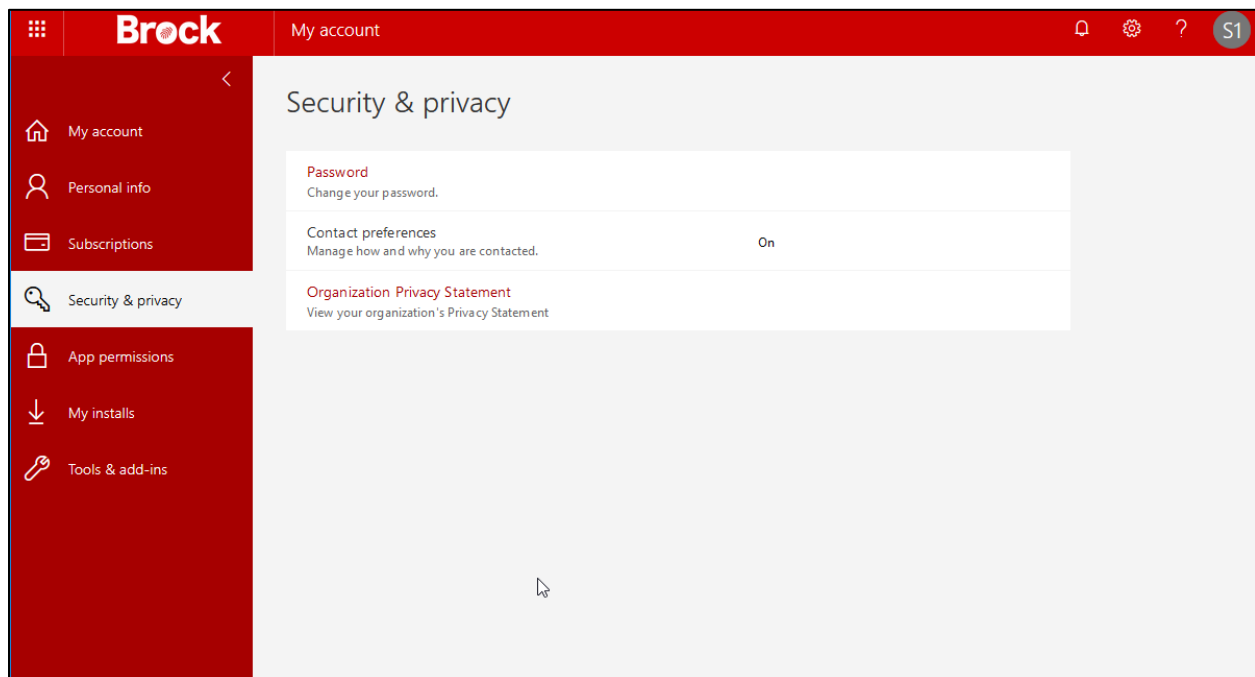 Brock
My account
?
S1
My account
Personal info
Subscriptions
Security & privacy
App permissions
My installs
Tools & add-ins
Security & privacy
Password
Change your password.
Contact preferences
Manage how and why you are contacted.
On
Organization Privacy Statement
View your organization's Privacy Statement